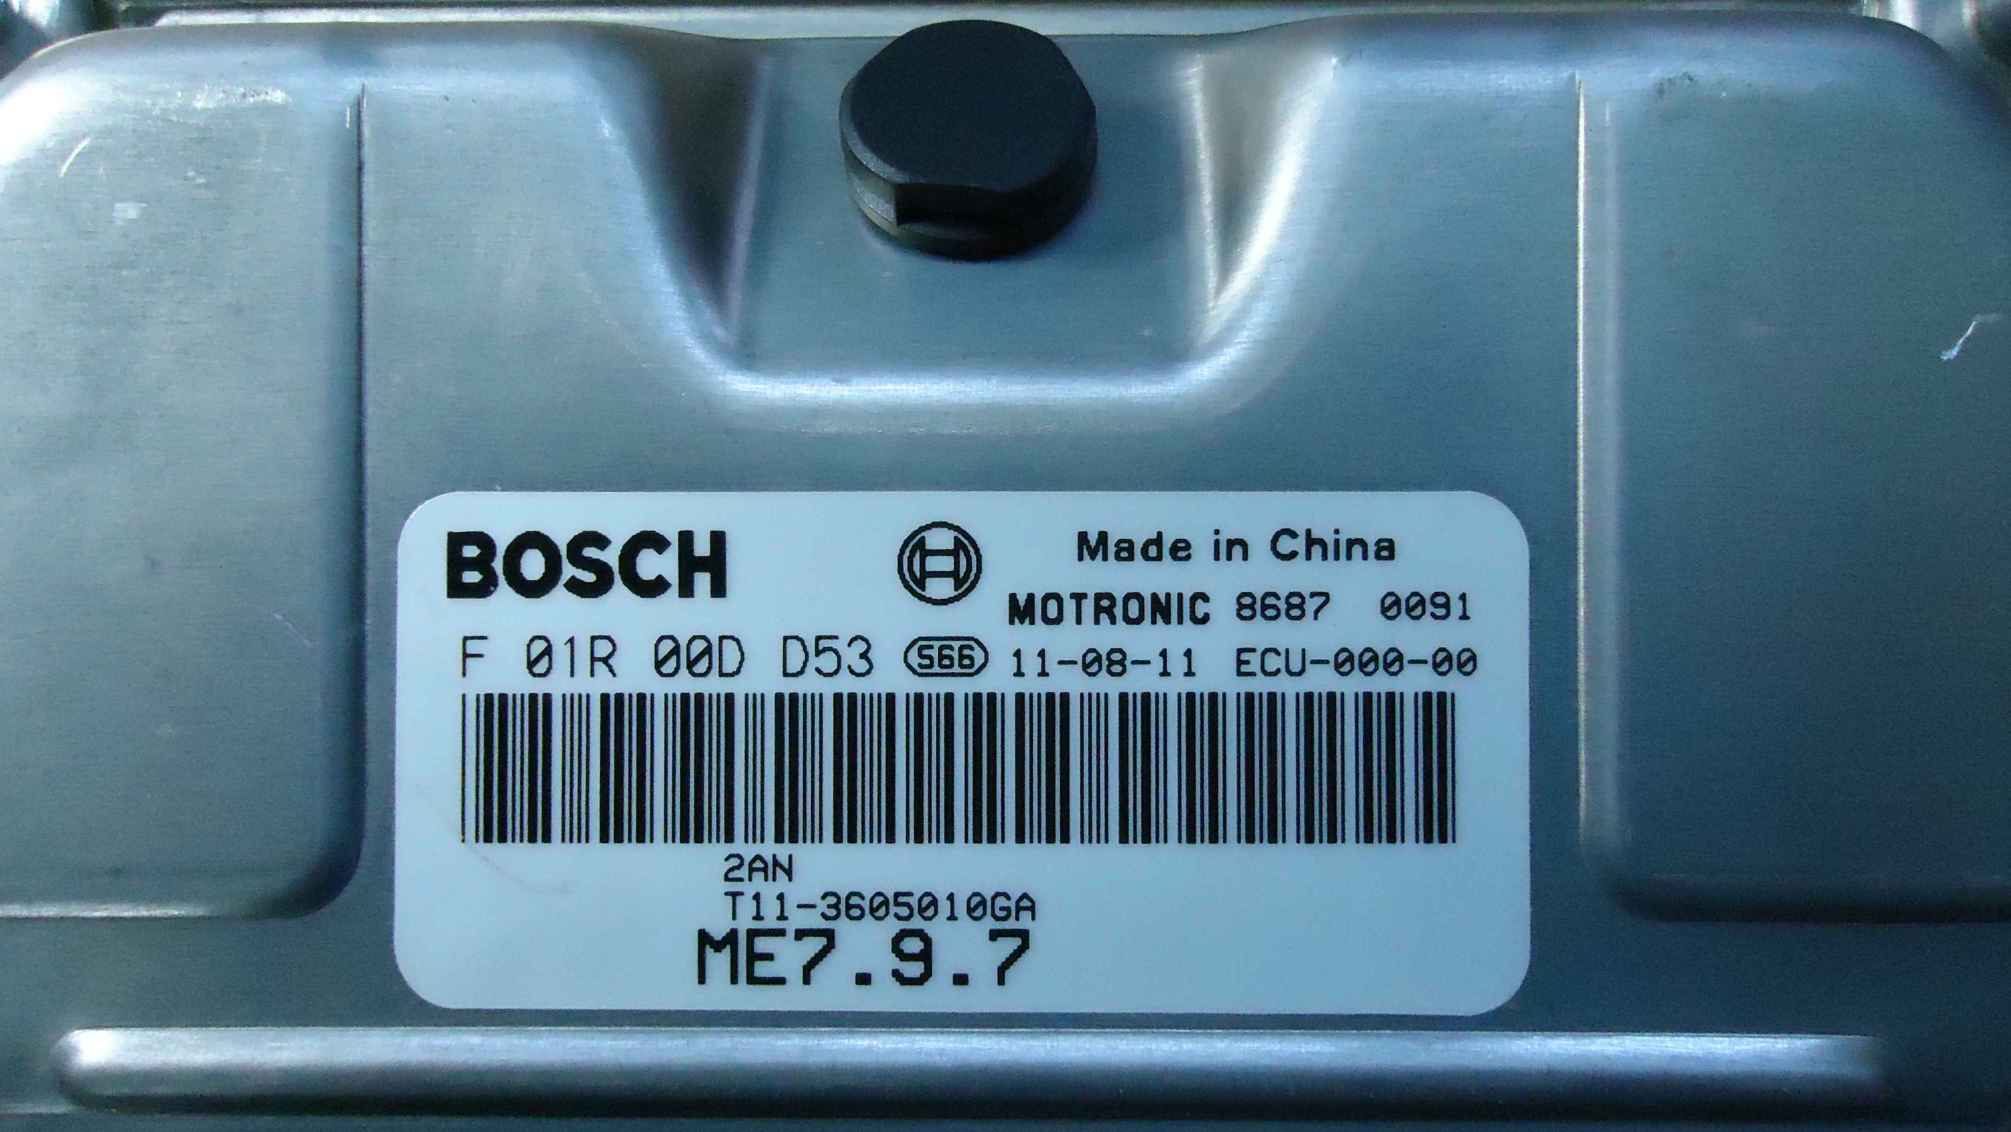 BOSCH
Made in China
MOTRONIC 8687 0091
F 01R 00D D53 S66 11-08-11 ECU-000-00
2AN
T11-3605010GA
ME7.9.7